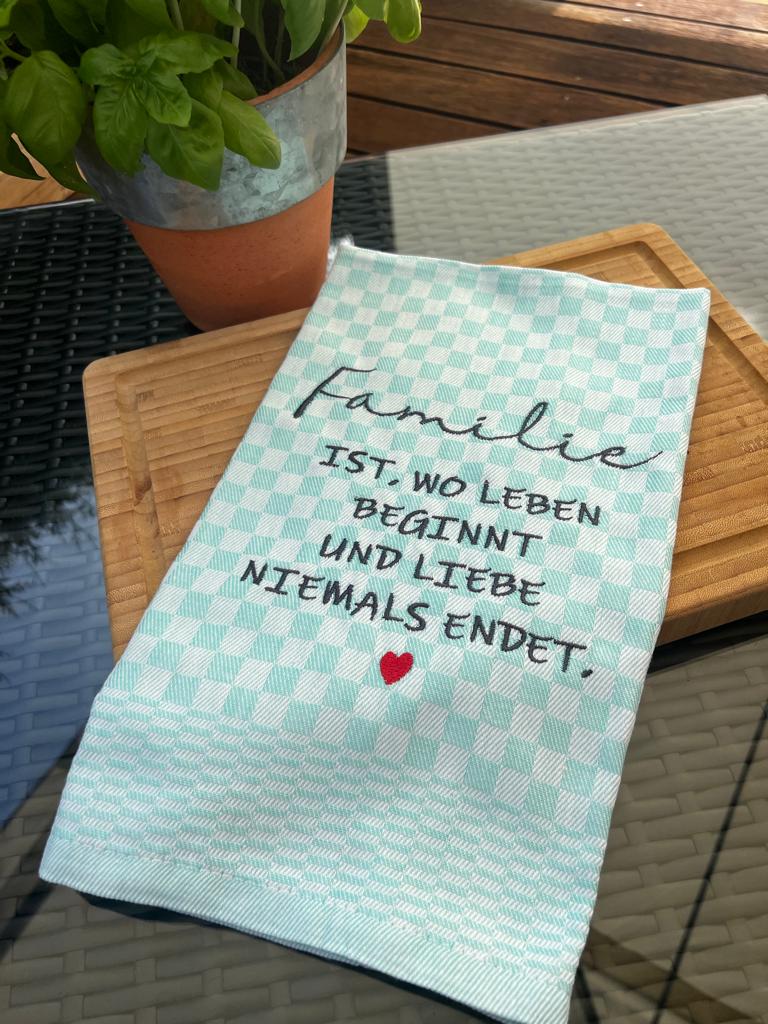 Familie
IST, WO LEBEN
BEGINNT
UND LIEBE
NIEMALS ENDET.